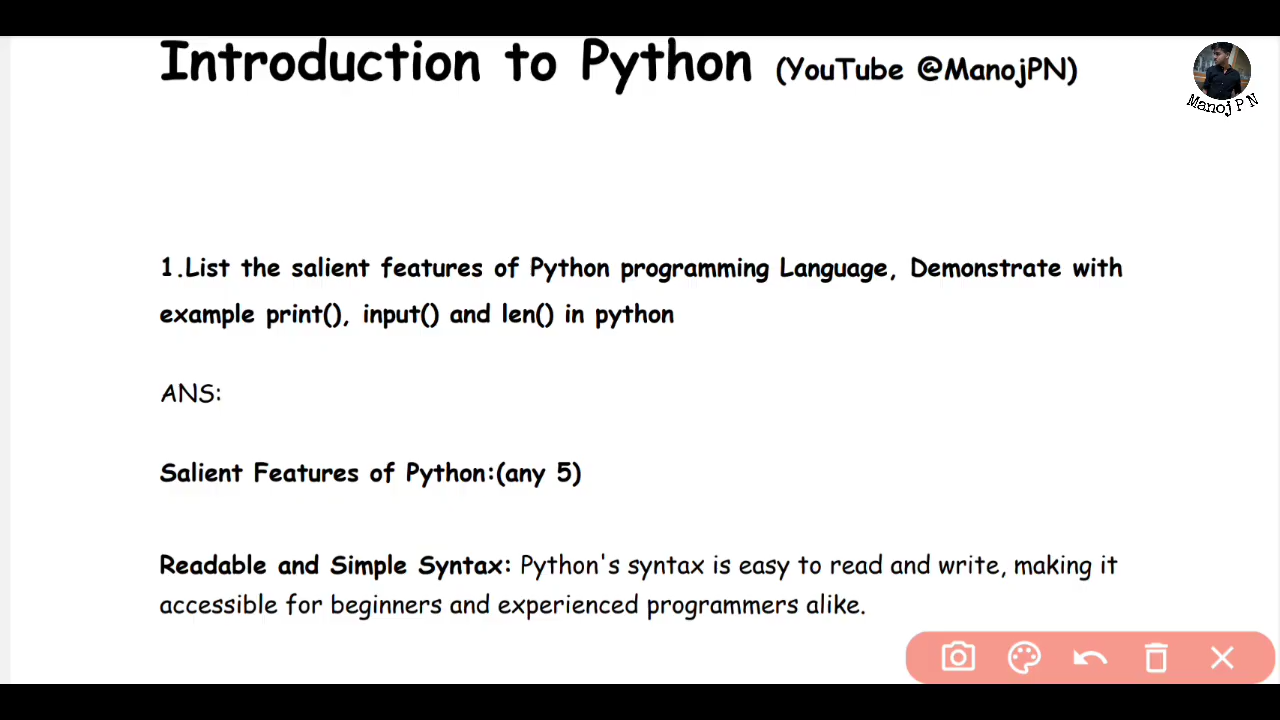 Introduction to Python (YouTube @ManojPN)
Manoj P N
1.List the salient features of Python programming Language, Demonstrate with
example print(), input() and len() in python
ANS:
Salient Features of Python:(any 5)
Readable and Simple Syntax: Python's syntax is easy to read and write, making it
accessible for beginners and experienced programmers alike.